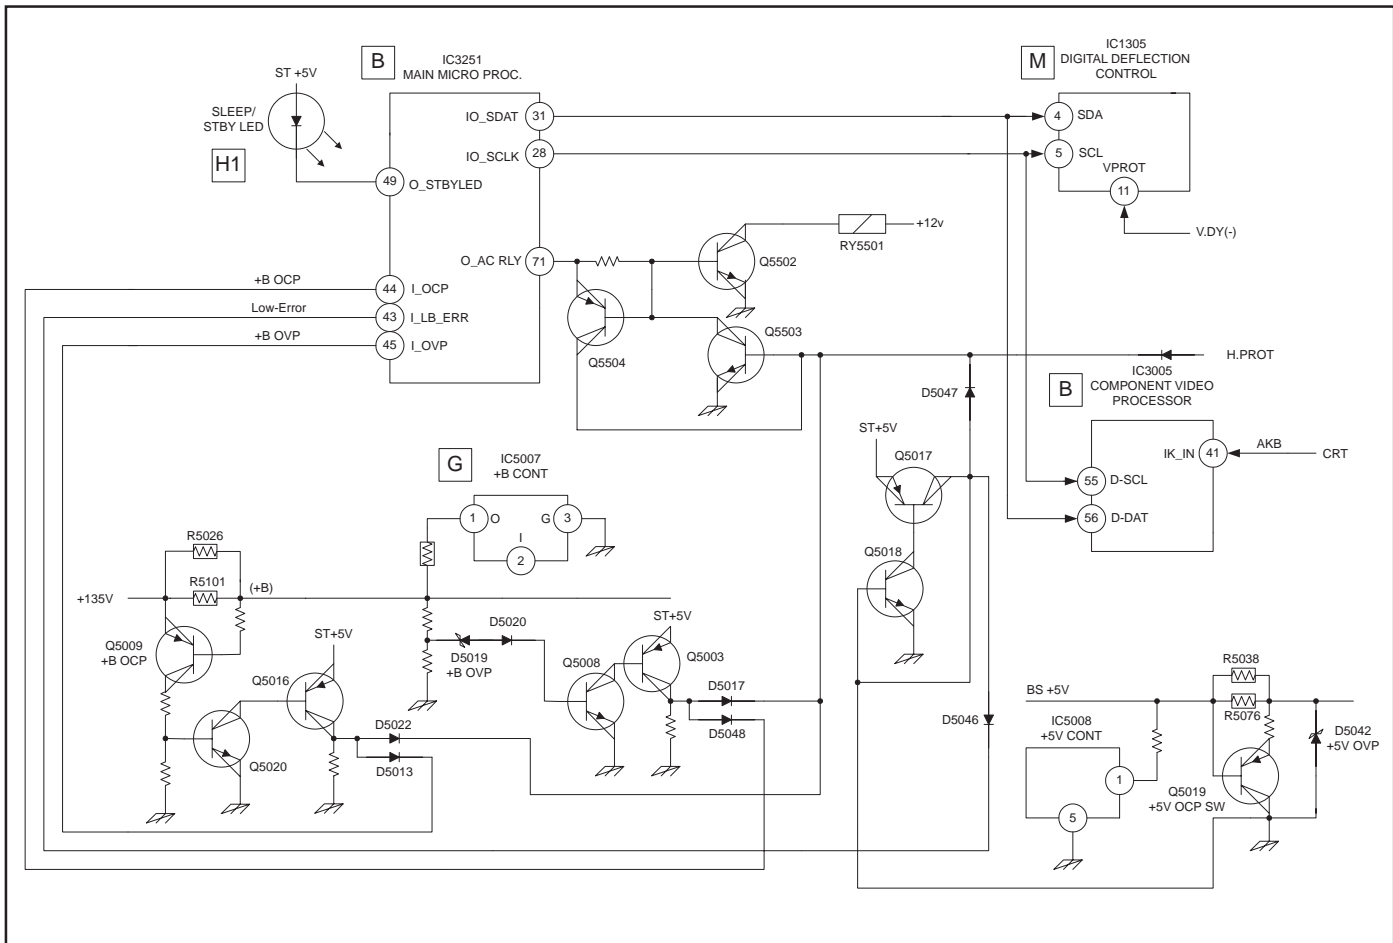 ST +5V
SLEEP/
STBY LED
H1
B
IC3251
MAIN MICRO PROC.
IO_SDAT
31
IO_SCLK
28
49
O_STBYLED
O_AC RLY
71
+B OCP
44
I_OCP
Low-Error
43
I_LB_ERR
+B OVP
45
I_OVP
M
IC1305
DIGITAL DEFLECTION
CONTROL
4
SDA
5
SCL
VPROT
11
V.DY(-)
RY5501
+12v
Q5502
Q5504
Q5503
H.PROT
D5047
B
IC3005
COMPONENT VIDEO
PROCESSOR
IK_IN
41
AKB
CRT
55
D-SCL
56
D-DAT
ST+5V
Q5017
Q5018
G
IC5007
+B CONT
1
O
G
3
I
2
R5026
R5101
(+B)
+135V
Q5009
+B OCP
ST+5V
Q5016
Q5020
D5022
D5013
D5020
D5019
+B OVP
Q5008
ST+5V
Q5003
D5017
D5048
D5046
BS +5V
IC5008
+5V CONT
1
5
R5038
R5076
D5042
+5V OVP
Q5019
+5V OCP SW